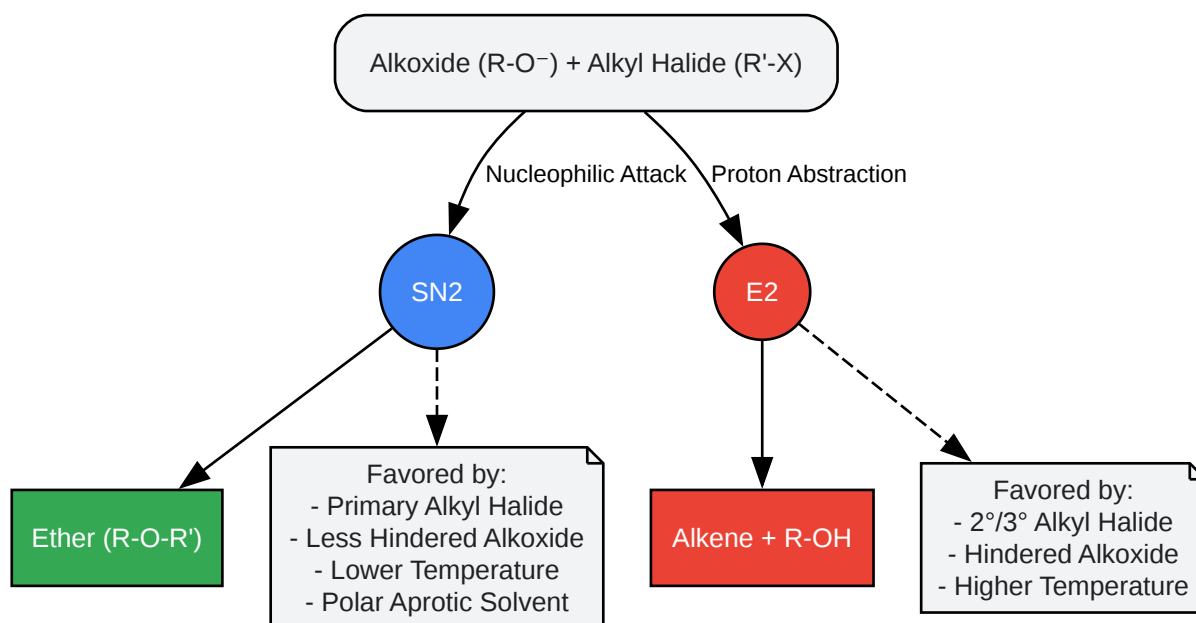 Alkoxide (R-O⁻) + Alkyl Halide (R'-X)
Nucleophilic Attack
Proton Abstraction
SN2
E2
Ether (R-O-R')
Favored by:
- Primary Alkyl Halide
- Less Hindered Alkoxide
- Lower Temperature
- Polar Aprotic Solvent
Alkene + R-OH
Favored by:
- 2°/3° Alkyl Halide
- Hindered Alkoxide
- Higher Temperature